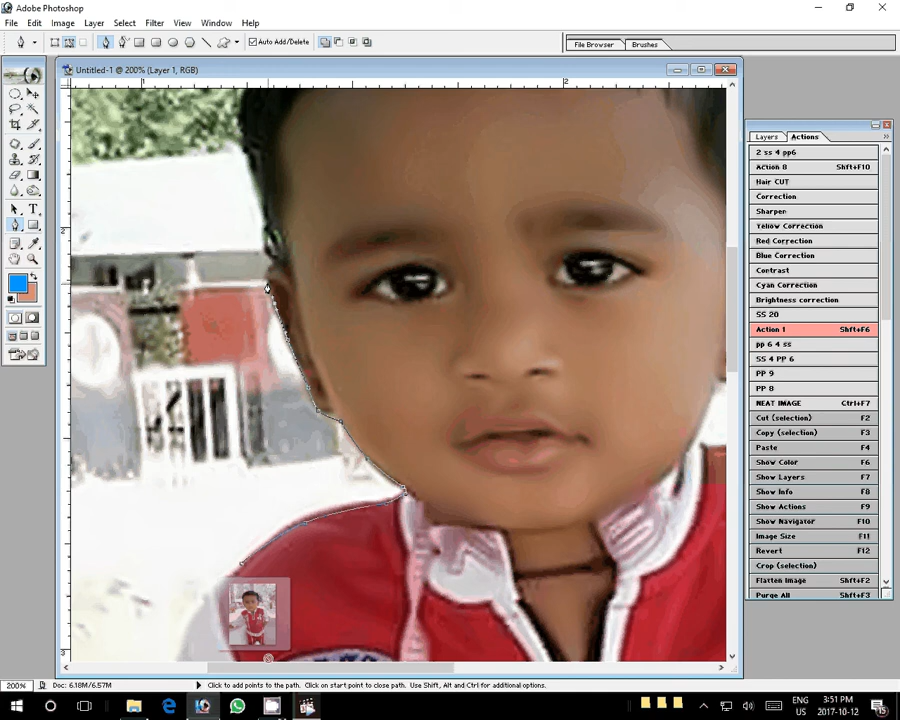 Adobe Photoshop
File Edit Image Layer Select Filter View Window Help
Auto Add/Delete
File Browser Brushes
Untitled-1 @ 200% (Layer 1, RGB)
1 2
2
3
Layers Actions
2 ss 4 pp6
Action 8 Shft+F10
Hair CUT
Correction
Sharper
Yellow Correction
Red Correction
Blue Correction
Contrast
Cyan Correction
Brightness correction
SS 20
Action 1 Shft+F6
pp 6 4 ss
SS 4 PP 6
PP 9
PP 8
NEAT IMAGE Ctrl+F7
Cut (selection) F2
Copy (selection) F3
Paste F4
Show Color F6
Show Layers F7
Show Info F8
Show Actions F9
Show Navigator F10
Image Size F11
Revert F12
Crop (selection)
Flatten Image Shft+F2
Purge All Shft+F3
200% Doc: 6.18M/6.57M Click to add points to the path. Click on start point to close path. Use Shift, Alt and Ctrl for additional options.
ENG 3:51 PM
US 2017-10-12
15